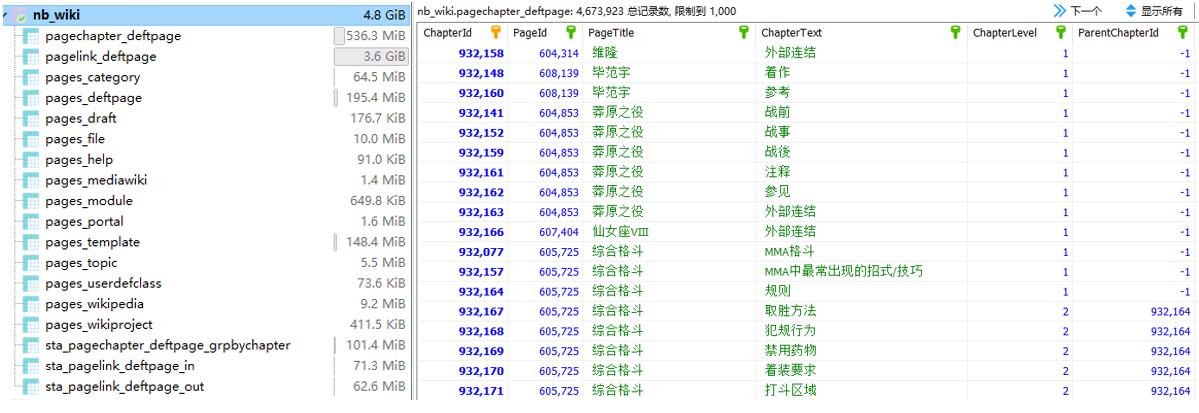 nb_wiki 4.8 GiB
pagechapter_deftpage 536.3 MiB
pagelink_deftpage 3.6 GiB
pages_category 64.5 MiB
pages_deftpage 195.4 MiB
pages_draft 176.7 KiB
pages_file 10.0 MiB
pages_help 91.0 KiB
pages_mediawiki 1.4 MiB
pages_module 649.8 KiB
pages_portal 1.6 MiB
pages_template 148.4 MiB
pages_topic 5.5 MiB
pages_userdefclass 73.6 KiB
pages_wikipedia 9.2 MiB
pages_wikiproject 411.5 KiB
sta_pagechapter_deftpage_grpbychapter 101.4 MiB
sta_pagelink_deftpage_in 71.3 MiB
sta_pagelink_deftpage_out 62.6 MiB
nb_wiki.pagechapter_deftpage: 4,673,923 总记录数, 限制到 1,000 下一个 显示所有
ChapterId PageId PageTitle ChapterText ChapterLevel ParentChapterId
932,158 604,314 维隆 外部连结 1 -1
932,148 608,139 毕范宇 着作 1 -1
932,160 608,139 毕范宇 参考 1 -1
932,141 604,853 莽原之役 战前 1 -1
932,152 604,853 莽原之役 战事 1 -1
932,159 604,853 莽原之役 战後 1 -1
932,161 604,853 莽原之役 注释 1 -1
932,162 604,853 莽原之役 参见 1 -1
932,163 604,853 莽原之役 外部连结 1 -1
932,166 607,404 仙女座VIII 外部连结 1 -1
932,077 605,725 综合格斗 MMA格斗 1 -1
932,157 605,725 综合格斗 MMA中最常出现的招式/技巧 1 -1
932,164 605,725 综合格斗 规则 1 -1
932,167 605,725 综合格斗 取胜方法 2 932,164
932,168 605,725 综合格斗 犯规行为 2 932,164
932,169 605,725 综合格斗 禁用药物 2 932,164
932,170 605,725 综合格斗 着装要求 2 932,164
932,171 605,725 综合格斗 打斗区域 2 932,164